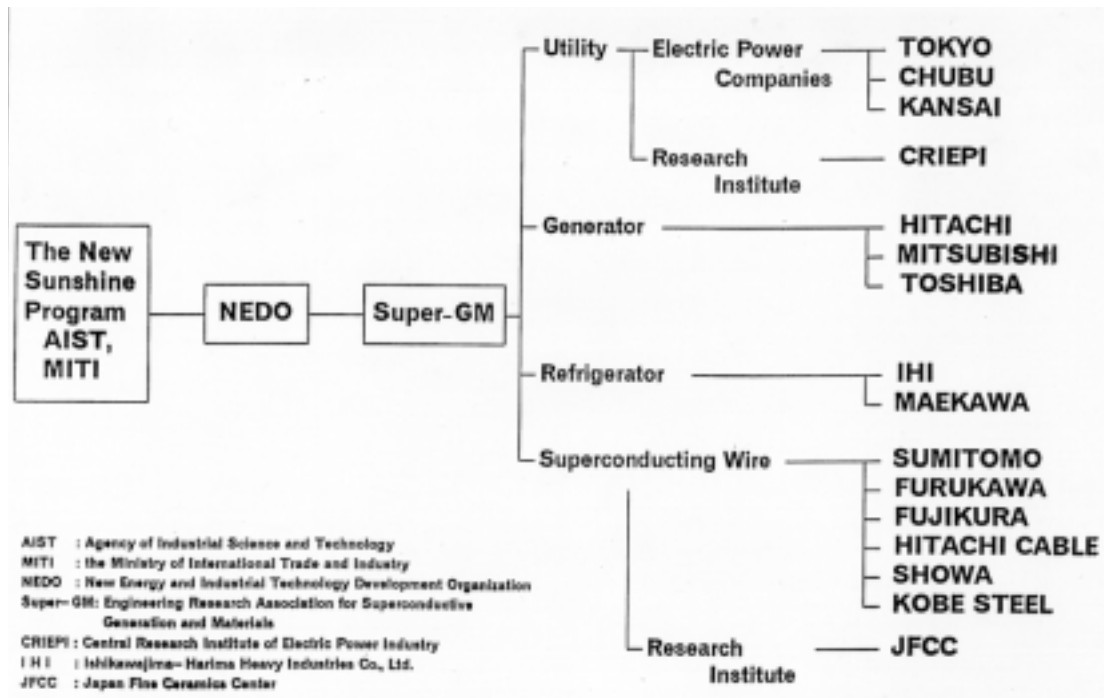 The New
Sunshine
Program
AIST,
MITI
NEDO
Super-GM
Utility
Electric Power
Companies
TOKYO
CHUBU
KANSAI
Research
Institute
CRIEPI
Generator
HITACHI
MITSUBISHI
TOSHIBA
Refrigerator
IHI
MAEKAWA
Superconducting Wire
SUMITOMO
FURUKAWA
FUJIKURA
HITACHI CABLE
SHOWA
KOBE STEEL
Research
Institute
JFCC
AIST : Agency of Industrial Science and Technology
MITI : the Ministry of International Trade and Industry
NEDO : New Energy and Industrial Technology Development Organization
Super-GM: Engineering Research Association for Superconductive
Generation and Materials
CRIEPI : Central Research Institute of Electric Power Industry
I H I : Ishikawajima-Harima Heavy Industries Co., Ltd.
JFCC : Japan Fine Ceramics Center